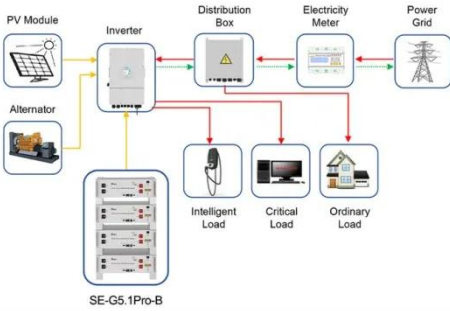 PV Module
Inverter
Distribution
Box
Electricity
Meter
Power
Grid
Alternator
Intelligent
Load
Critical
Load
Ordinary
Load
SE-G5.1Pro-B